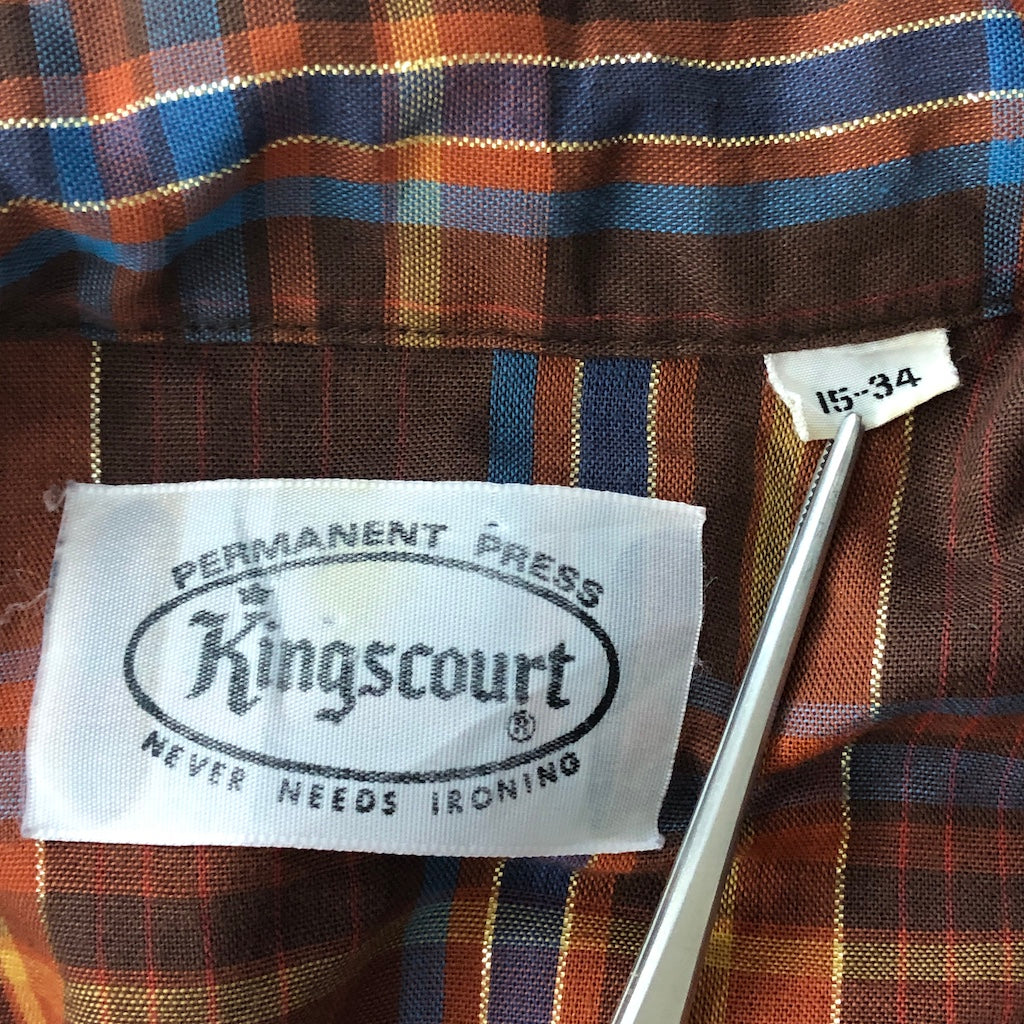 15--34
PERMANENT PRESS
Kingscourt
®
NEVER NEEDS IRONING